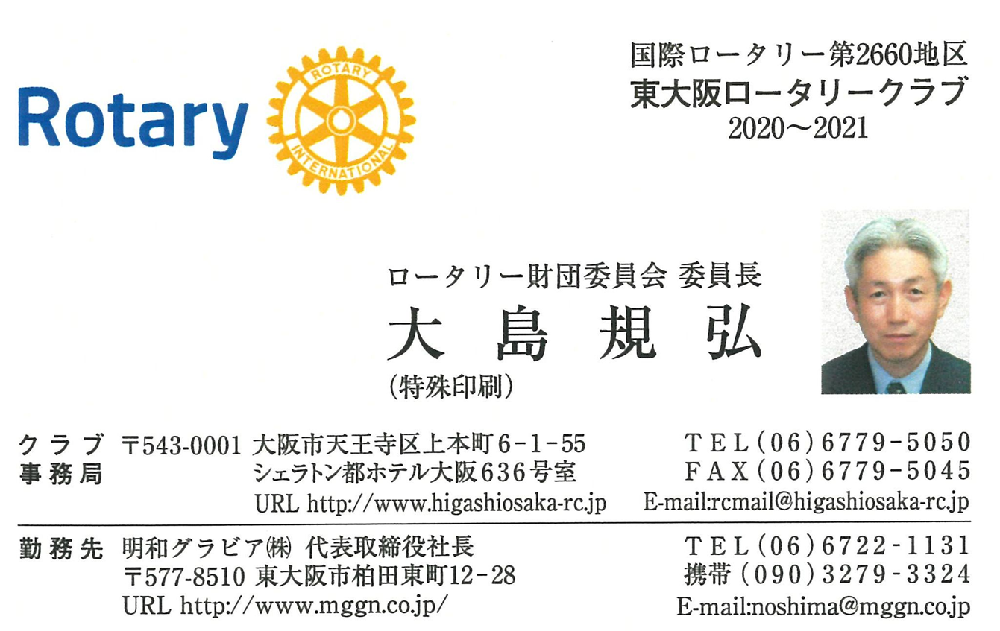 Rotary
ROTARY
INTERNATIONAL
国際ロータリー第2660地区
東大阪ロータリークラブ
2020〜2021
ロータリー財団委員会 委員長
大島規弘
(特殊印刷)
クラブ 〒543-0001 大阪市天王寺区上本町6-1-55 TEL(06)6779-5050
事務局 シェラトン都ホテル大阪636号室 FAX(06)6779-5045
URL http://www.higashiosaka-rc.jp E-mail:rcmail@higashiosaka-rc.jp
勤務先 明和グラビア㈱ 代表取締役社長 TEL(06)6722-1131
〒577-8510 東大阪市柏田東町12-28 携帯(090)3279-3324
URL http://www.mggn.co.jp/ E-mail:noshima@mggn.co.jp